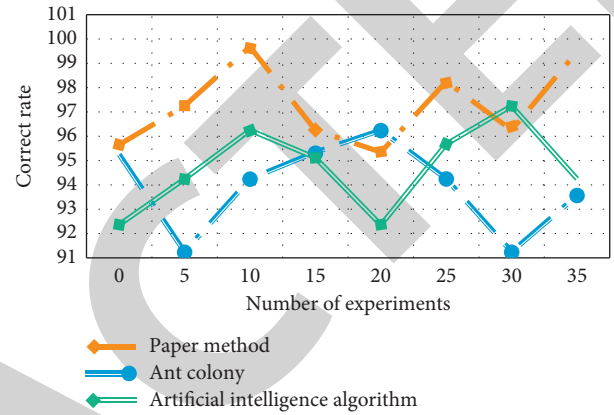 101
100
99
98
97
96
95
94
93
92
91
Correct rate
0 5 10 15 20 25 30 35
Number of experiments
Paper method
Ant colony
Artificial intelligence algorithm